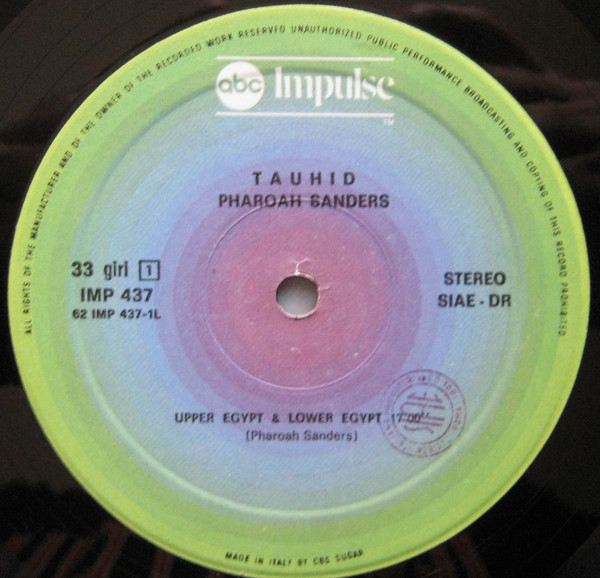 ALL RIGHTS OF THE MANUFACTURER AND OF THE OWNER OF THE RECORDED WORK RESERVED UNAUTHORIZED PUBLIC PERFORMANCE BROADCASTING AND COPYING OF THIS RECORD PROHIBITED
abc Impulse
TM
TAUHID
PHAROAH SANDERS
33 giri 1
IMP 437
62 IMP 437-1L
STEREO
SIAE - DR
UPPER EGYPT & LOWER EGYPT 17'00"
(Pharoah Sanders)
MADE IN ITALY BY CBS SUGAR